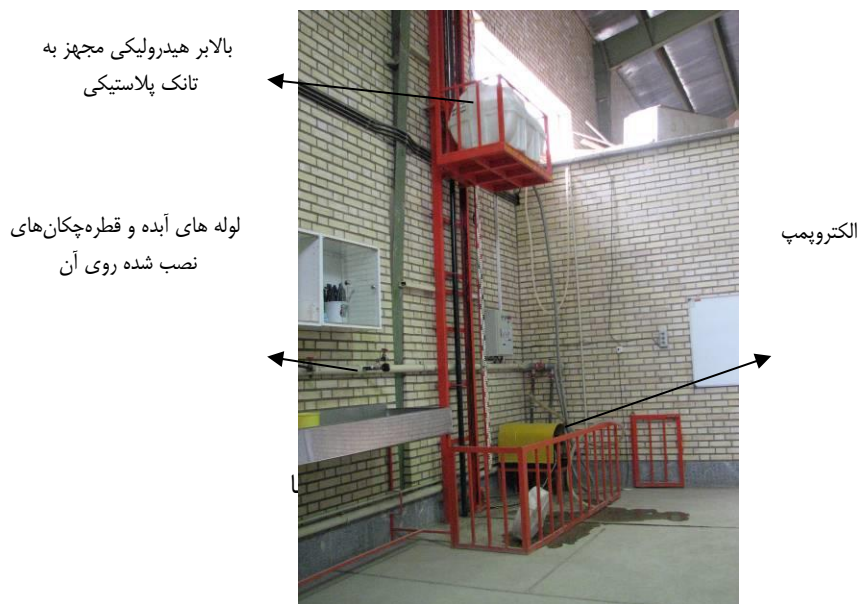 بالابر هیدرولیکی مجهز به
تانک پلاستیکی
لوله های آبده و قطره‌چکان‌های
نصب شده روی آن
الکتروپمپ